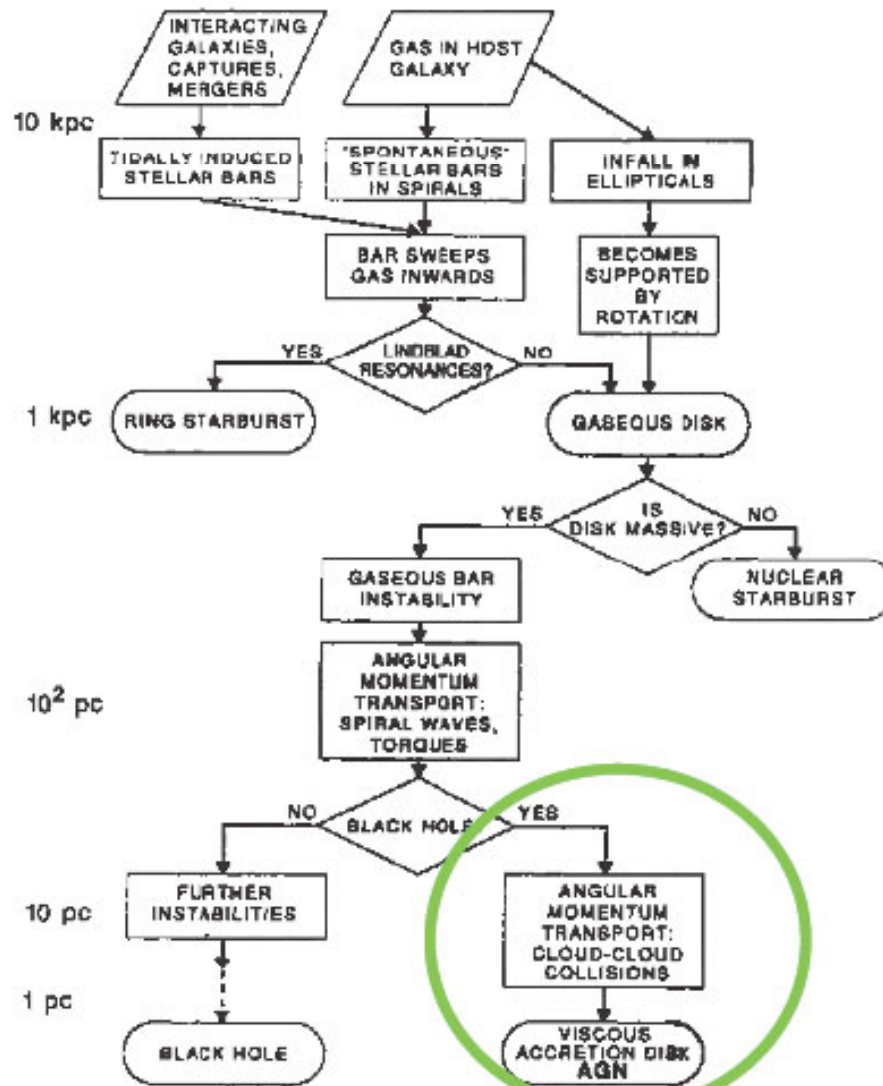 INTERACTING
GALAXIES,
CAPTURES,
MERGERS
GAS IN HOST
GALAXY
10 kpc
TIDALLY INDUCED
STELLAR BARS
"SPONTANEOUS"
STELLAR BARS
IN SPIRALS
INFALL IN
ELLIPTICALS
BAR SWEEPS
GAS INWARDS
BECOMES
SUPPORTED
BY
ROTATION
YES
LINDBLAD
RESONANCES?
NO
1 kpc
RING STARBURST
GASEOUS DISK
YES
IS
DISK MASSIVE?
NO
GASEOUS BAR
INSTABILITY
NUCLEAR
STARBURST
10² pc
ANGULAR
MOMENTUM
TRANSPORT:
SPIRAL WAVES,
TORQUES
NO
BLACK HOLE
YES
10 pc
FURTHER
INSTABILITIES
ANGULAR
MOMENTUM
TRANSPORT:
CLOUD-CLOUD
COLLISIONS
1 pc
BLACK HOLE
VISCOUS
ACCRETION DISK
AGN